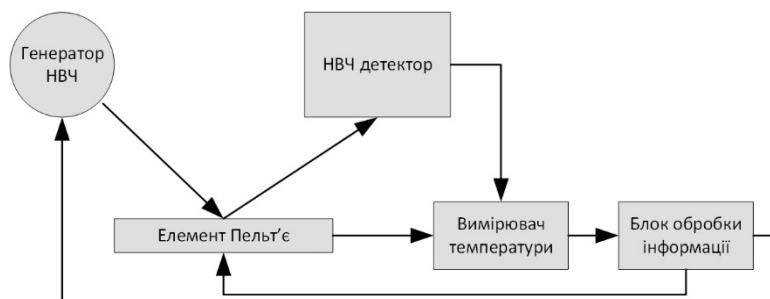 Генератор
НВЧ
НВЧ детектор
Елемент Пельт’є
Вимірювач
температури
Блок обробки
інформації